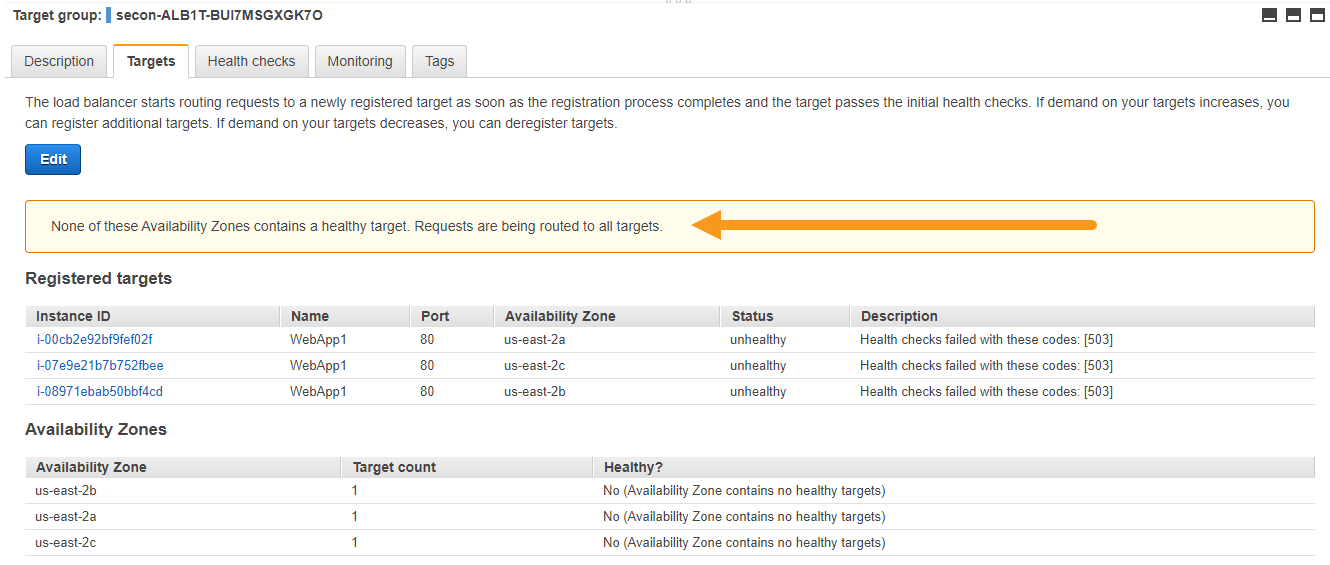 Target group: secon-ALB1T-BUI7MSGXGK7O
Description Targets Health checks Monitoring Tags
The load balancer starts routing requests to a newly registered target as soon as the registration process completes and the target passes the initial health checks. If demand on your targets increases, you
can register additional targets. If demand on your targets decreases, you can deregister targets.
Edit
None of these Availability Zones contains a healthy target. Requests are being routed to all targets.
Registered targets
Instance ID Name Port Availability Zone Status Description
i-00cb2e92bf9fef02f WebApp1 80 us-east-2a unhealthy Health checks failed with these codes: [503]
i-07e9e21b7b752fbee WebApp1 80 us-east-2c unhealthy Health checks failed with these codes: [503]
i-08971ebab50bbf4cd WebApp1 80 us-east-2b unhealthy Health checks failed with these codes: [503]
Availability Zones
Availability Zone Target count Healthy?
us-east-2b 1 No (Availability Zone contains no healthy targets)
us-east-2a 1 No (Availability Zone contains no healthy targets)
us-east-2c 1 No (Availability Zone contains no healthy targets)